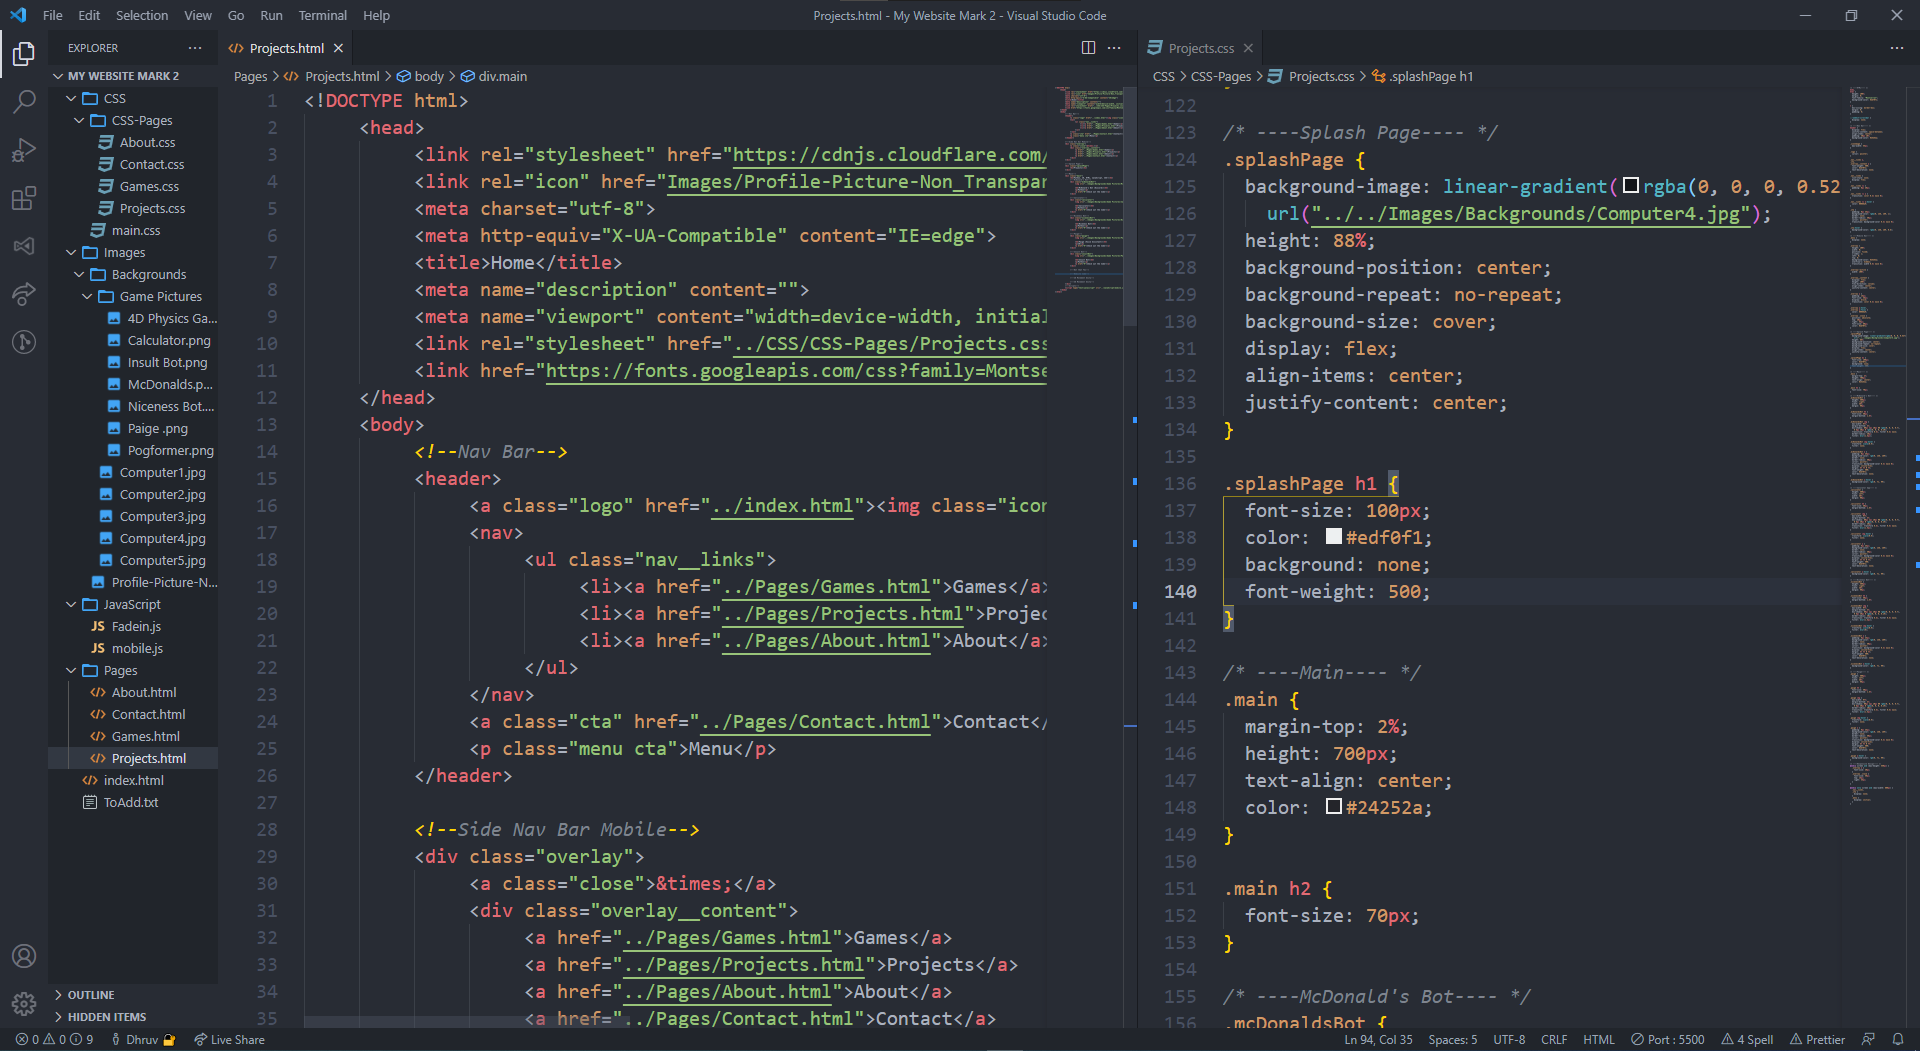 File Edit Selection View Go Run Terminal Help
Projects.html - My Website Mark 2 - Visual Studio Code
EXPLORER ···
MY WEBSITE MARK 2
CSS
CSS-Pages
About.css
Contact.css
Games.css
Projects.css
main.css
Images
Backgrounds
Game Pictures
4D Physics Ga...
Calculator.png
Insult Bot.png
McDonalds.p...
Niceness Bot....
Paige .png
Pogformer.png
Computer1.jpg
Computer2.jpg
Computer3.jpg
Computer4.jpg
Computer5.jpg
Profile-Picture-N...
JavaScript
JS Fadein.js
JS mobile.js
Pages
About.html
Contact.html
Games.html
Projects.html
index.html
ToAdd.txt
OUTLINE
HIDDEN ITEMS
Projects.html
Pages > Projects.html > body > div.main
1 <!DOCTYPE html>
2 <head>
3 <link rel="stylesheet" href="https://cdnjs.cloudflare.com/
4 <link rel="icon" href="Images/Profile-Picture-Non_Transpar
5 <meta charset="utf-8">
6 <meta http-equiv="X-UA-Compatible" content="IE=edge">
7 <title>Home</title>
8 <meta name="description" content="">
9 <meta name="viewport" content="width=device-width, initial
10 <link rel="stylesheet" href="../CSS/CSS-Pages/Projects.css
11 <link href="https://fonts.googleapis.com/css?family=Montse
12 </head>
13 <body>
14 <!--Nav Bar-->
15 <header>
16 <a class="logo" href="../index.html"><img class="icon
17 <nav>
18 <ul class="nav__links">
19 <li><a href="../Pages/Games.html">Games</a>
20 <li><a href="../Pages/Projects.html">Projec
21 <li><a href="../Pages/About.html">About</a>
22 </ul>
23 </nav>
24 <a class="cta" href="../Pages/Contact.html">Contact</
25 <p class="menu cta">Menu</p>
26 </header>
27
28 <!--Side Nav Bar Mobile-->
29 <div class="overlay">
30 <a class="close">&times;</a>
31 <div class="overlay__content">
32 <a href="../Pages/Games.html">Games</a>
33 <a href="../Pages/Projects.html">Projects</a>
34 <a href="../Pages/About.html">About</a>
35 <a href="../Pages/Contact.html">Contact</a>
Projects.css
CSS > CSS-Pages > Projects.css > .splashPage h1
122
123 /* ----Splash Page---- */
124 .splashPage {
125 background-image: linear-gradient(rgba(0, 0, 0, 0.52
126 url("../../Images/Backgrounds/Computer4.jpg");
127 height: 88%;
128 background-position: center;
129 background-repeat: no-repeat;
130 background-size: cover;
131 display: flex;
132 align-items: center;
133 justify-content: center;
134 }
135
136 .splashPage h1 {
137 font-size: 100px;
138 color: #edf0f1;
139 background: none;
140 font-weight: 500;
141 }
142
143 /* ----Main---- */
144 .main {
145 margin-top: 2%;
146 height: 700px;
147 text-align: center;
148 color: #24252a;
149 }
150
151 .main h2 {
152 font-size: 70px;
153 }
154
155 /* ----McDonald's Bot---- */
156 .mcDonaldsBot {
0 0 9 Dhruv Live Share
Ln 94, Col 35 Spaces: 5 UTF-8 CRLF HTML Port : 5500 4 Spell Prettier